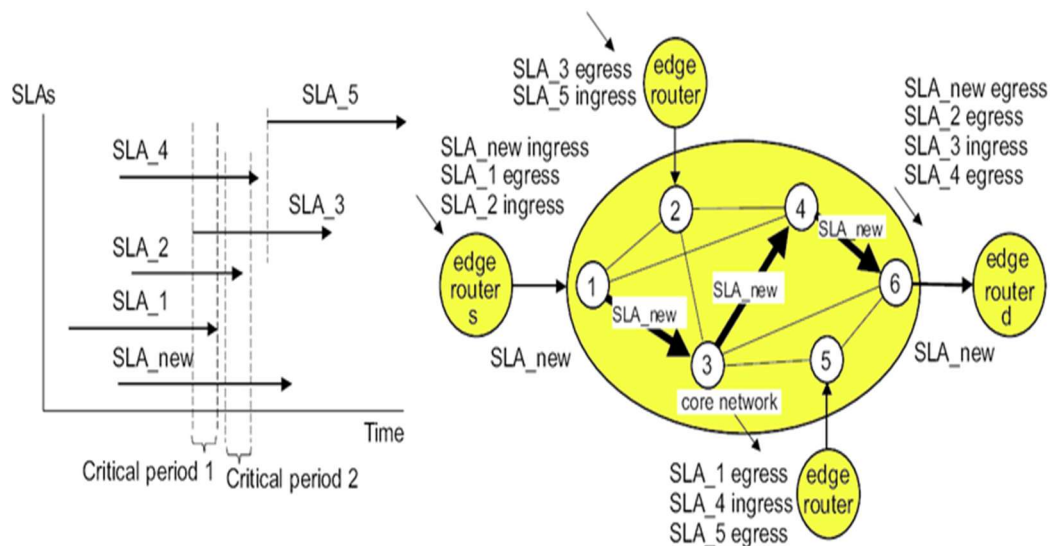 SLAs
SLA_5
SLA_4
SLA_3
SLA_2
SLA_1
SLA_new
Time
Critical period 1
Critical period 2
SLA_3 egress
SLA_5 ingress
edge
router
SLA_new ingress
SLA_1 egress
SLA_2 ingress
edge
router
s
SLA_new
SLA_new egress
SLA_2 egress
SLA_3 ingress
SLA_4 egress
edge
router
d
SLA_new
2
4
SLA_new
1
6
SLA_new
SLA_new
3
5
core network
SLA_1 egress
SLA_4 ingress
SLA_5 egress
edge
router